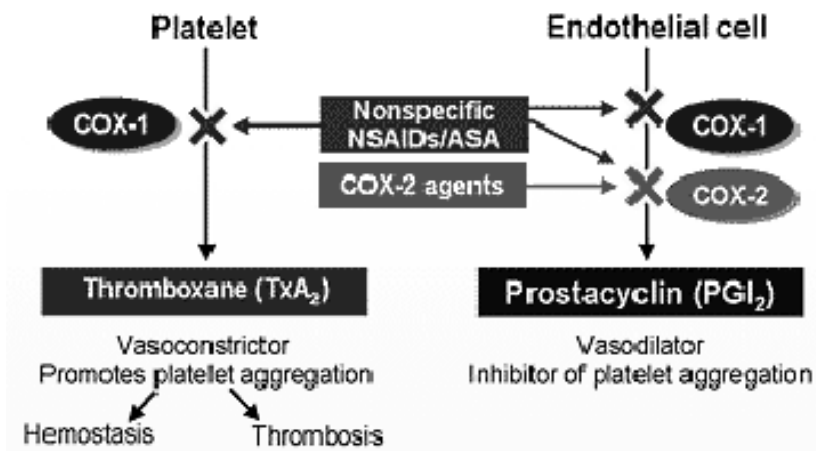 Platelet
Endothelial cell
COX-1
Nonspecific
NSAIDs/ASA
COX-1
COX-2 agents
COX-2
Thromboxane (TxA₂)
Prostacyclin (PGI₂)
Vasoconstrictor
Promotes platelet aggregation
Vasodilator
Inhibitor of platelet aggregation
Hemostasis
Thrombosis